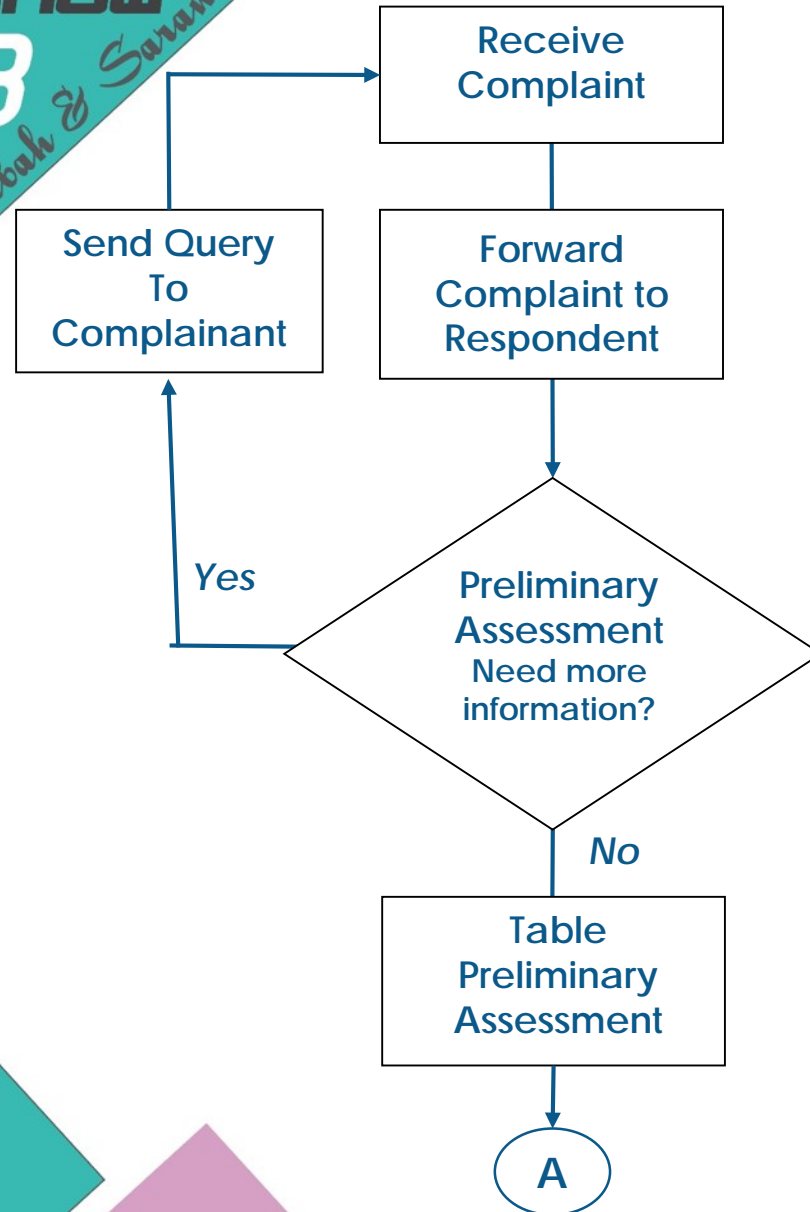 & Saraw
Receive
Complaint
Send Query
To
Complainant
Forward
Complaint to
Respondent
Yes
Preliminary
Assessment
Need more
information?
No
Table
Preliminary
Assessment
A